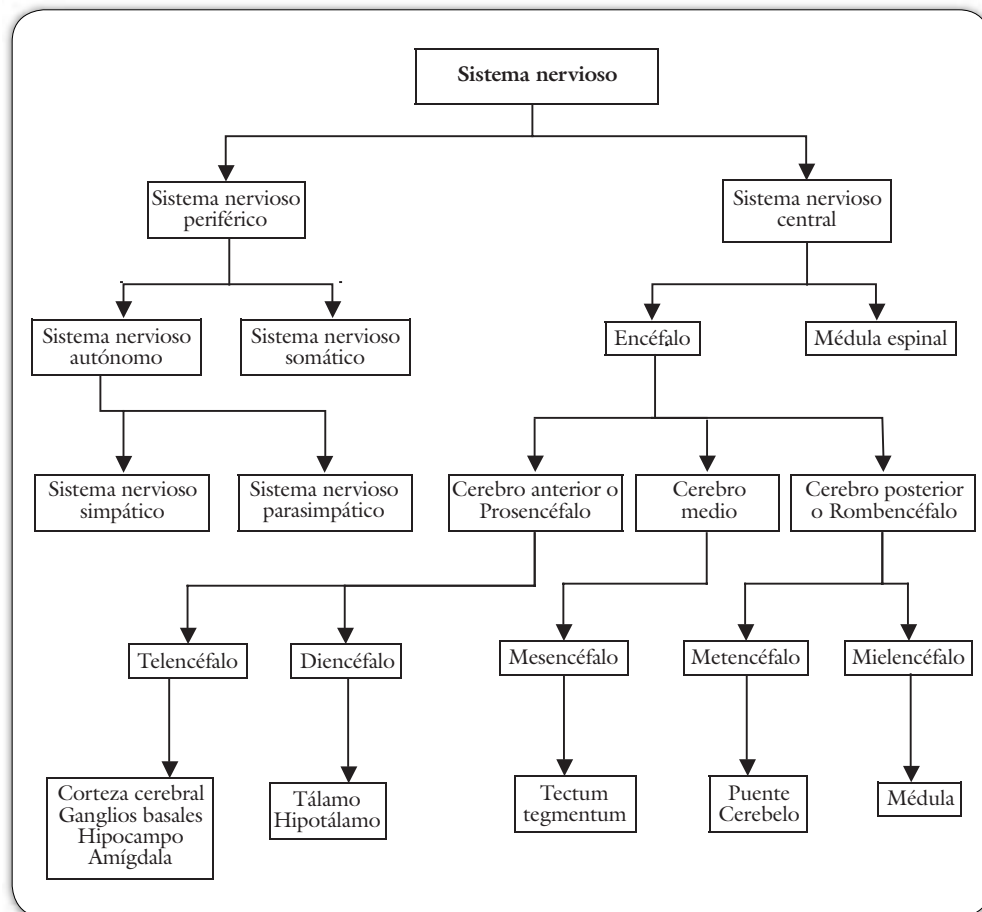 Sistema nervioso
Sistema nervioso
periférico
Sistema nervioso
central
Sistema nervioso
autónomo
Sistema nervioso
somático
Encéfalo
Médula espinal
Sistema nervioso
simpático
Sistema nervioso
parasimpático
Cerebro anterior o
Prosencéfalo
Cerebro
medio
Cerebro posterior
o Rombencéfalo
Telencéfalo
Diencéfalo
Mesencéfalo
Metencéfalo
Mielencéfalo
Corteza cerebral
Ganglios basales
Hipocampo
Amígdala
Tálamo
Hipotálamo
Tectum
tegmentum
Puente
Cerebelo
Médula